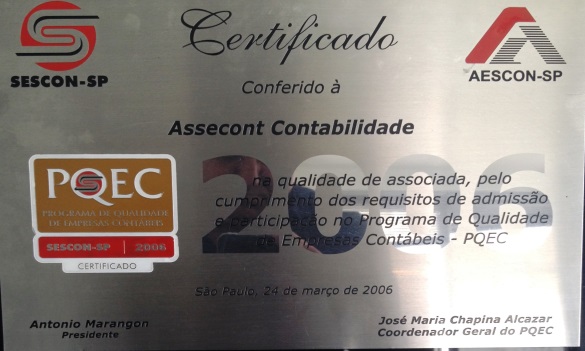 SESCON-SP
Certificado
AESCON-SP
Conferido à
Assecont Contabilidade
2006
na qualidade de associada, pelo
cumprimento dos requisitos de admissão
e participação no Programa de Qualidade
de Empresas Contábeis - PQEC
PQEC
PROGRAMA DE QUALIDADE
DE EMPRESAS CONTÁBEIS
SESCON-SP | 2006
CERTIFICADO
São Paulo, 24 de março de 2006
Antonio Marangon
Presidente
José Maria Chapina Alcazar
Coordenador Geral do PQEC